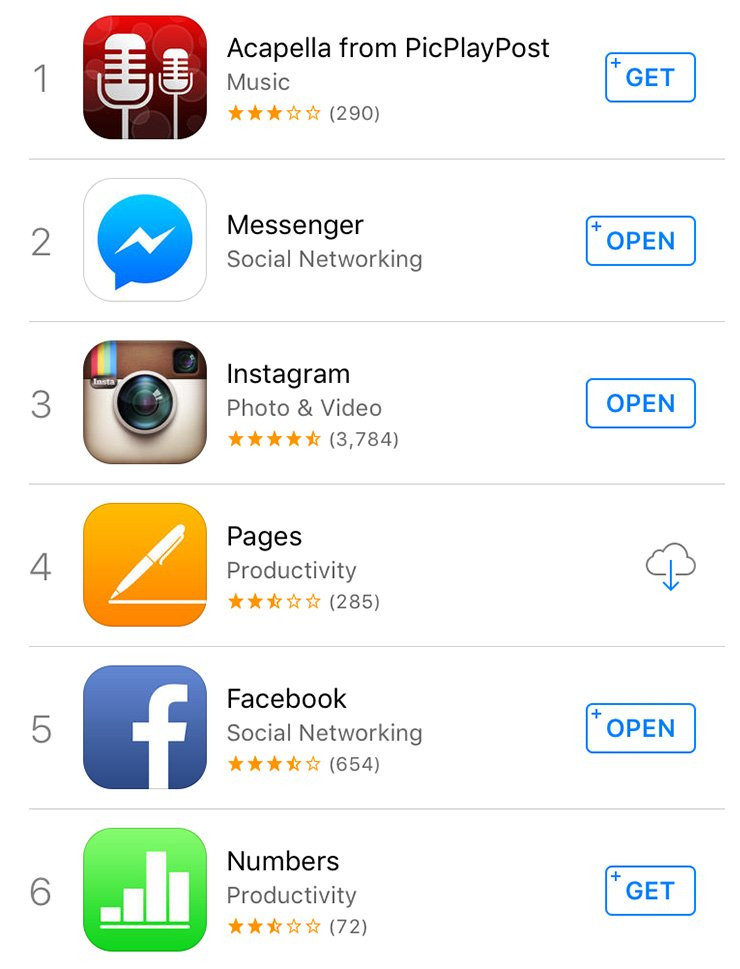 1
Acapella from PicPlayPost
Music
(290)
+ GET
2
Messenger
Social Networking
+ OPEN
3
Insta
Instagram
Photo & Video
(3,784)
OPEN
4
Pages
Productivity
(285)
5
f
Facebook
Social Networking
(654)
+ OPEN
6
Numbers
Productivity
(72)
+ GET